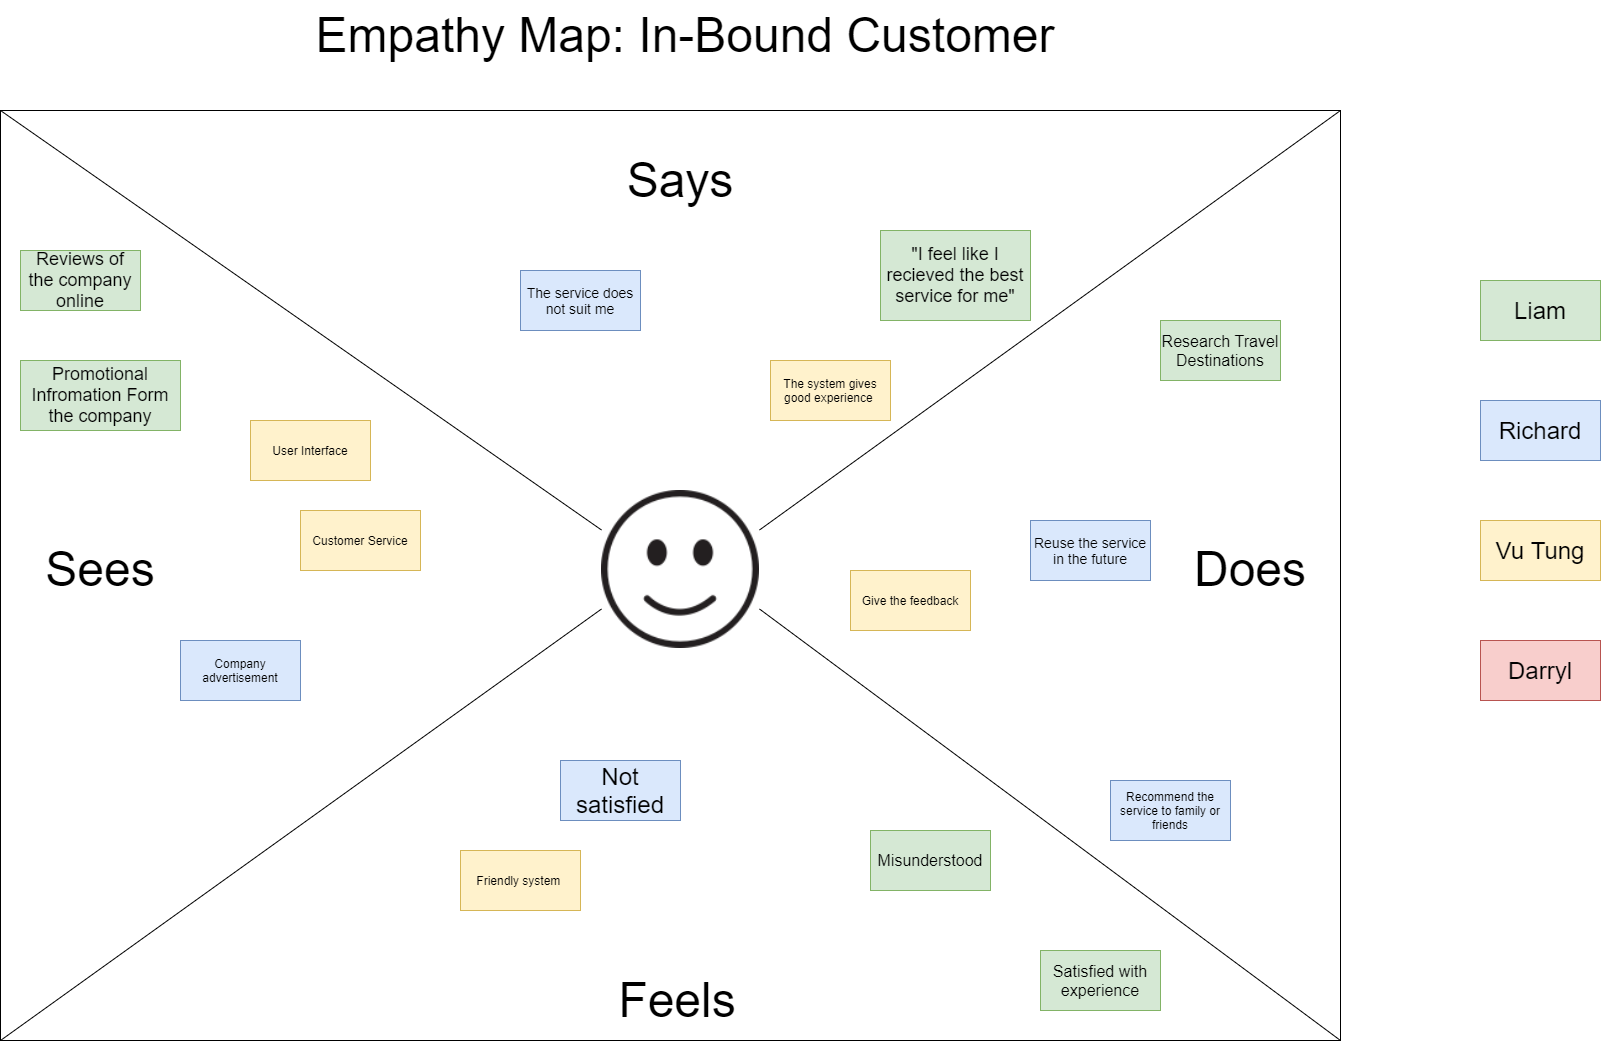 Empathy Map: In-Bound Customer
Says
Reviews of
the company
online
Promotional
Infromation Form
the company
User Interface
Customer Service
Sees
Company
advertisement
The service does
not suit me
"I feel like I
recieved the best
service for me"
The system gives
good experience
Research Travel
Destinations
Reuse the service
in the future
Does
Give the feedback
Recommend the
service to family or
friends
Not
satisfied
Friendly system
Misunderstood
Satisfied with
experience
Feels
Liam
Richard
Vu Tung
Darryl